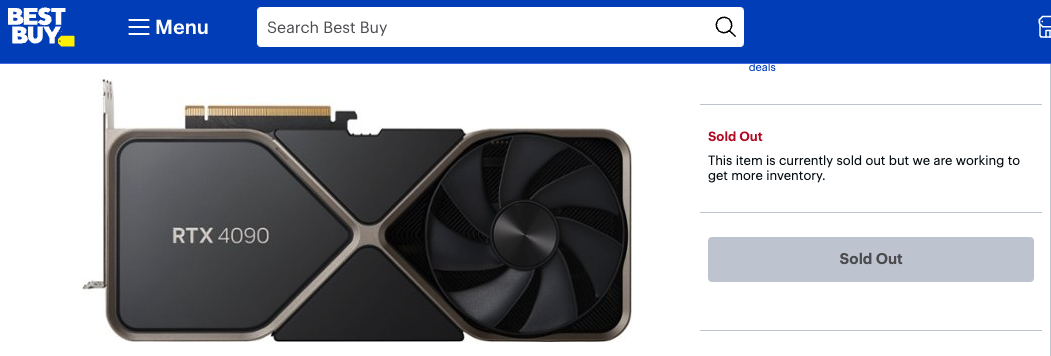 BEST
BUY
Menu
Search Best Buy
deals
Sold Out
This item is currently sold out but we are working to
get more inventory.
RTX 4090
Sold Out